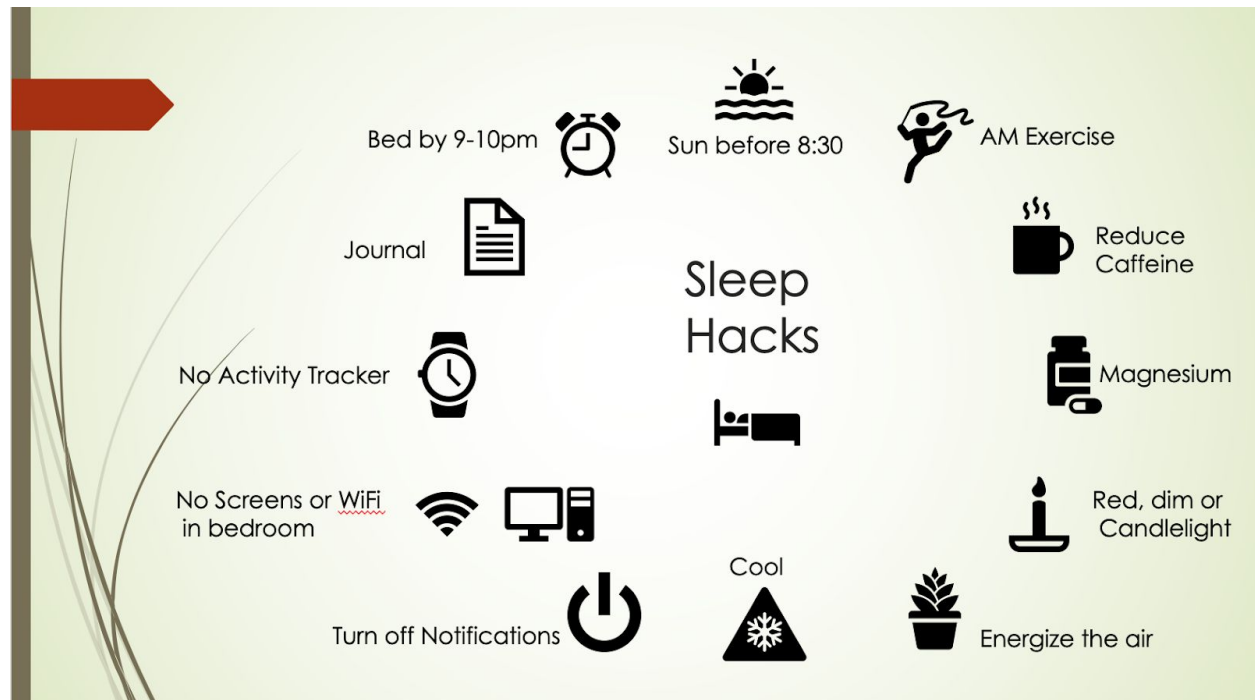 Sleep
Hacks
Sun before 8:30
AM Exercise
Reduce
Caffeine
Magnesium
Red, dim or
Candlelight
Energize the air
Cool
Turn off Notifications
No Screens or WiFi
in bedroom
No Activity Tracker
Journal
Bed by 9-10pm